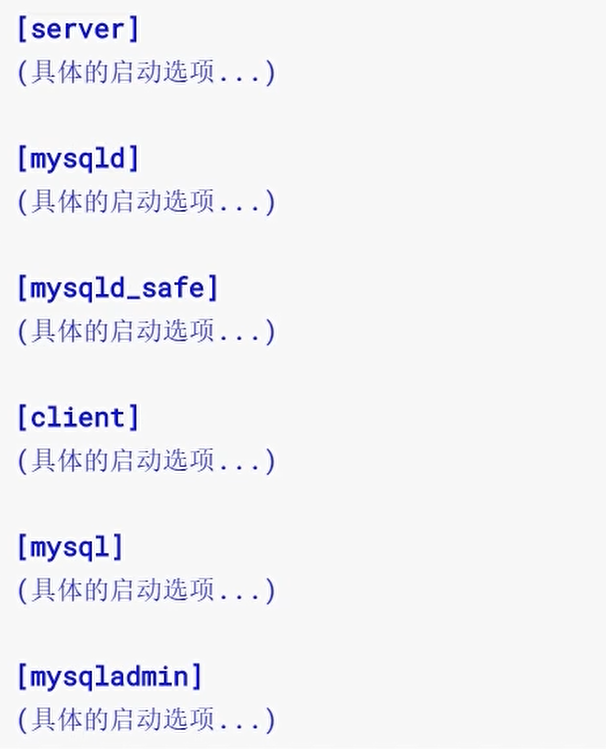 [server]
(具体的启动选项...)
[mysqld]
(具体的启动选项...)
[mysqld_safe]
(具体的启动选项...)
[client]
(具体的启动选项...)
[mysql]
(具体的启动选项...)
[mysqladmin]
(具体的启动选项...)